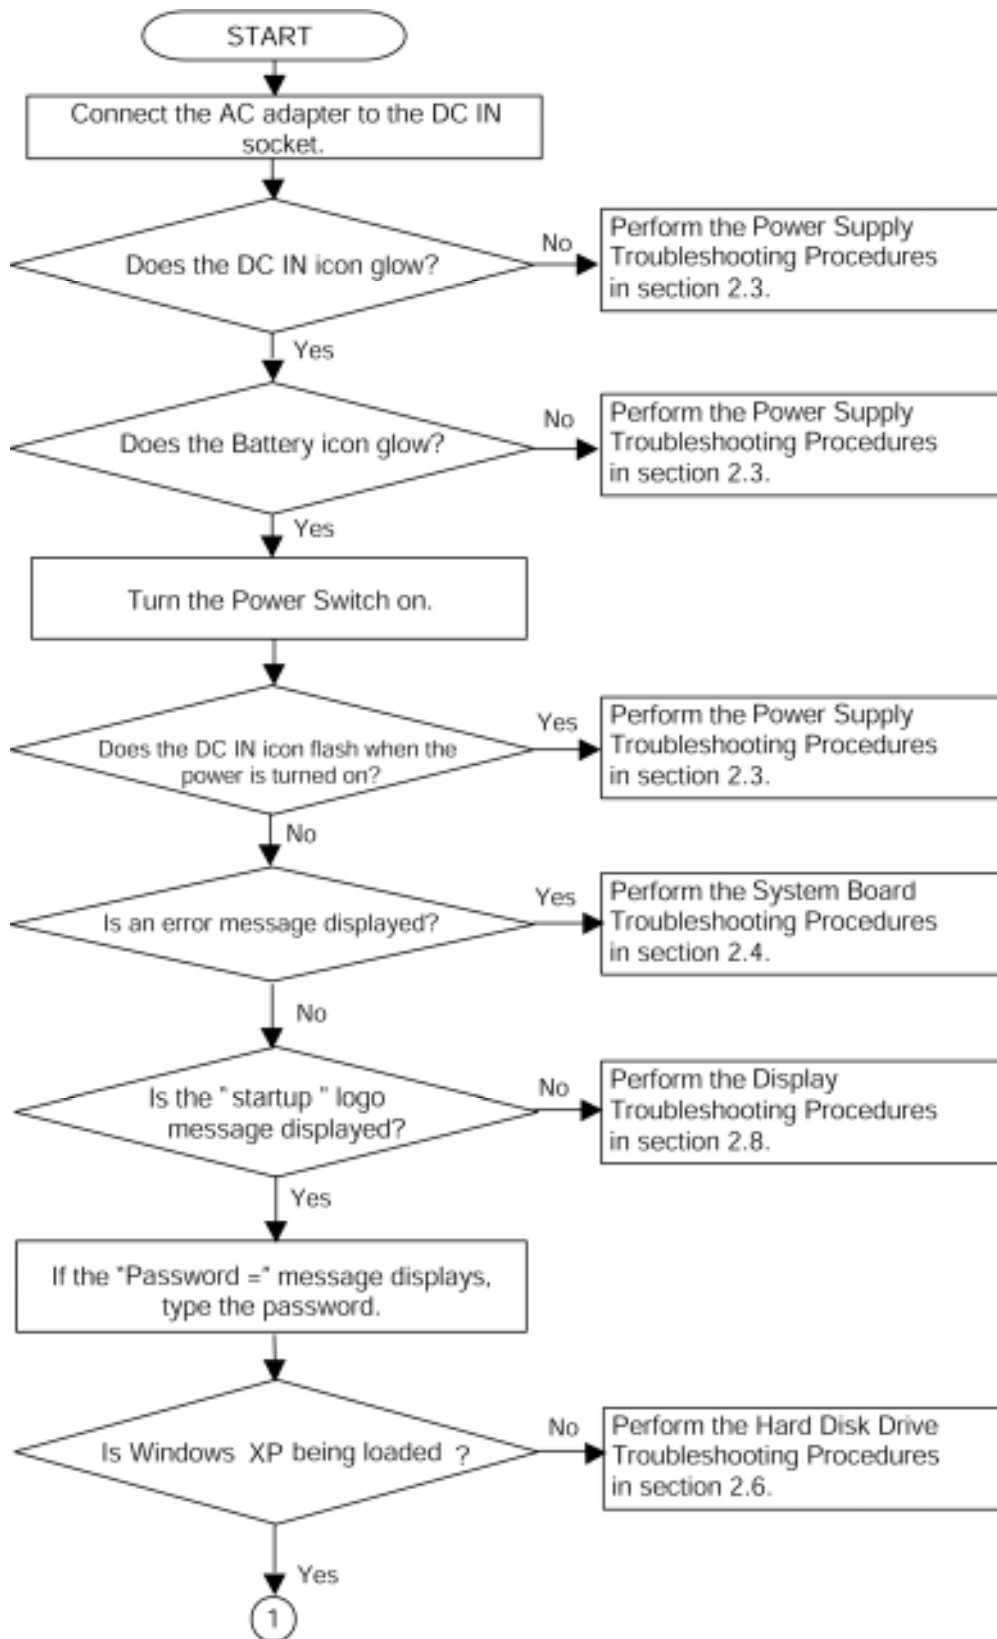 START
Connect the AC adapter to the DC IN
socket.
Does the DC IN icon glow?
No
Perform the Power Supply
Troubleshooting Procedures
in section 2.3.
Yes
Does the Battery icon glow?
No
Perform the Power Supply
Troubleshooting Procedures
in section 2.3.
Yes
Turn the Power Switch on.
Does the DC IN icon flash when the
power is turned on?
Yes
Perform the Power Supply
Troubleshooting Procedures
in section 2.3.
No
Is an error message displayed?
Yes
Perform the System Board
Troubleshooting Procedures
in section 2.4.
No
Is the "startup " logo
message displayed?
No
Perform the Display
Troubleshooting Procedures
in section 2.8.
Yes
If the "Password =" message displays,
type the password.
Is Windows XP being loaded ?
No
Perform the Hard Disk Drive
Troubleshooting Procedures
in section 2.6.
Yes
1